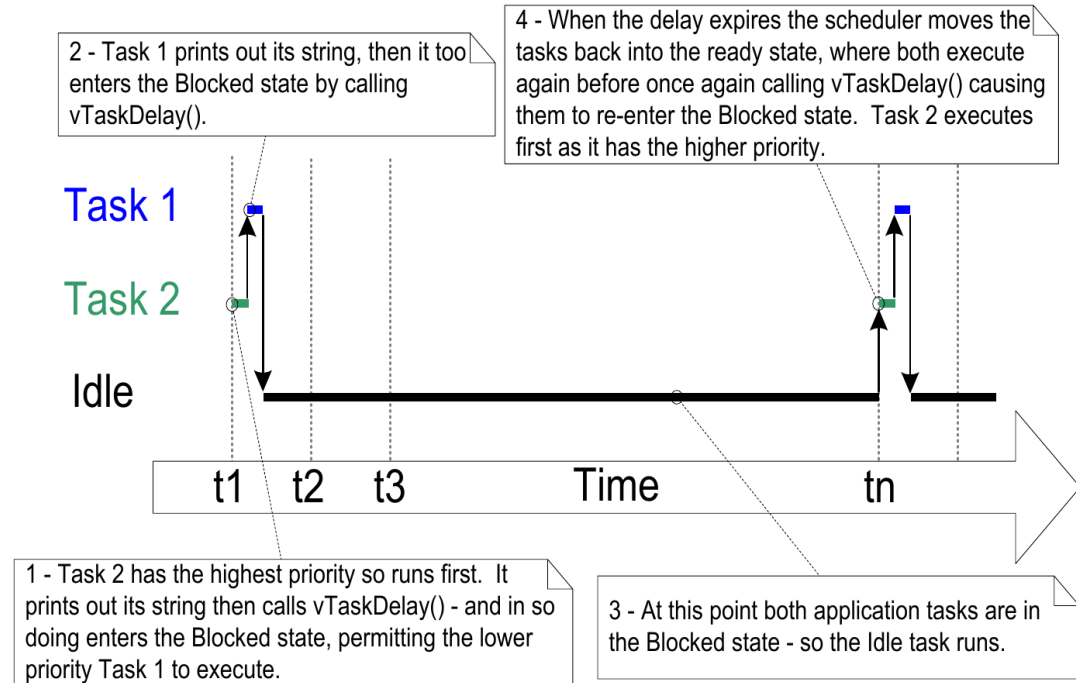 2 - Task 1 prints out its string, then it too
enters the Blocked state by calling
vTaskDelay().
4 - When the delay expires the scheduler moves the
tasks back into the ready state, where both execute
again before once again calling vTaskDelay() causing
them to re-enter the Blocked state.  Task 2 executes
first as it has the higher priority.
Task 1
Task 2
Idle
t1 t2 t3 Time tn
1 - Task 2 has the highest priority so runs first.  It
prints out its string then calls vTaskDelay() - and in so
doing enters the Blocked state, permitting the lower
priority Task 1 to execute.
3 - At this point both application tasks are in
the Blocked state - so the Idle task runs.